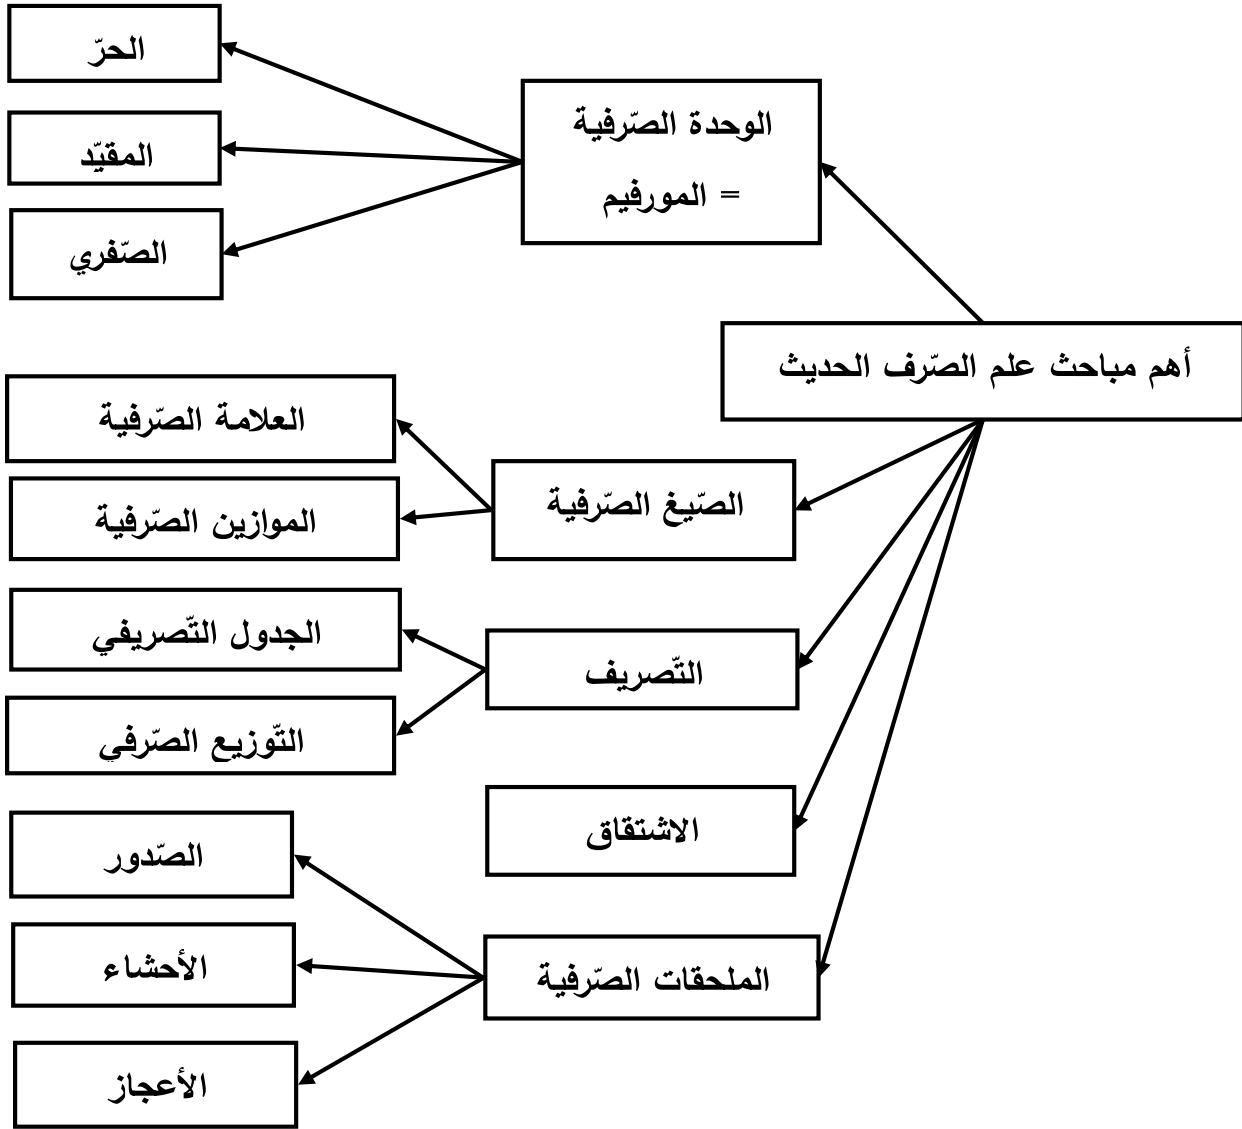 أهم مباحث علم الصّرف الحديث
الوحدة الصّرفية
= المورفيم
الحرّ
المقيّد
الصّفري
الصّيغ الصّرفية
العلامة الصّرفية
الموازين الصّرفية
التّصريف
الجدول التّصريفي
التّوزيع الصّرفي
الاشتقاق
الملحقات الصّرفية
الصّدور
الأحشاء
الأعجاز